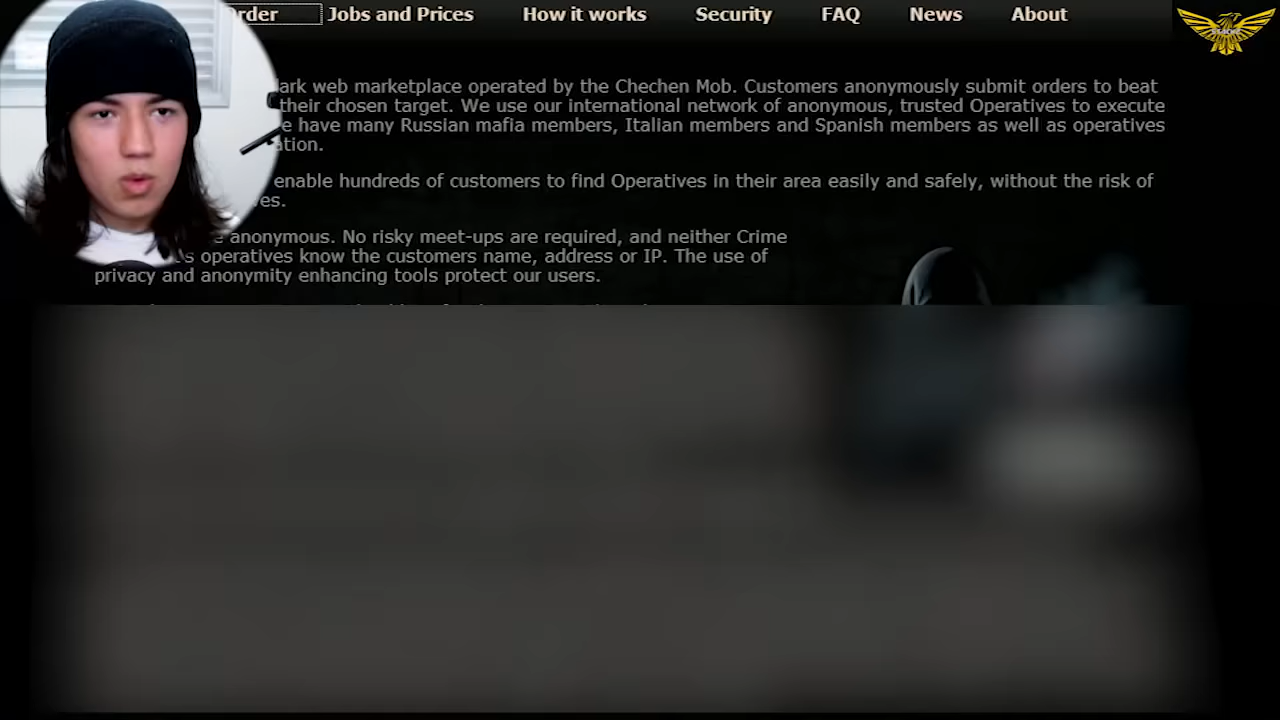 Order Jobs and Prices How it works Security FAQ News About
ark web marketplace operated by the Chechen Mob. Customers anonymously submit orders to beat
their chosen target. We use our international network of anonymous, trusted Operatives to execute
e have many Russian mafia members, Italian members and Spanish members as well as operatives
ation.
enable hundreds of customers to find Operatives in their area easily and safely, without the risk of
ves.
e anonymous. No risky meet-ups are required, and neither Crime
s operatives know the customers name, address or IP. The use of
privacy and anonymity enhancing tools protect our users.